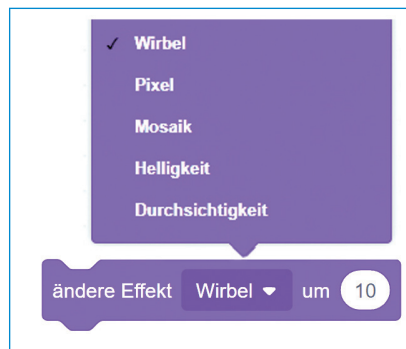 ✓ Wirbel
Pixel
Mosaik
Helligkeit
Durchsichtigkeit
ändere Effekt Wirbel um 10